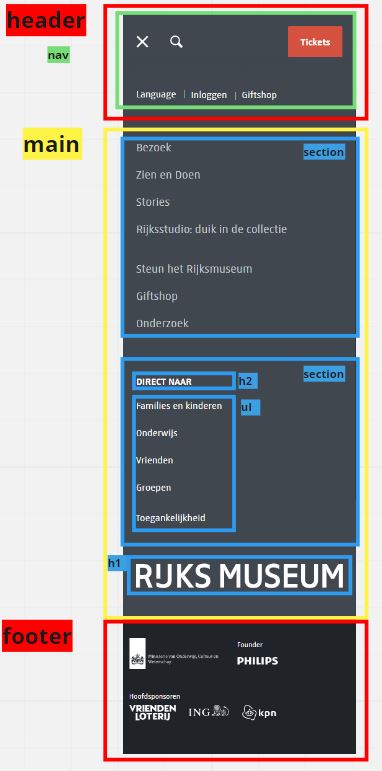 header
nav
Tickets
Language | Inloggen | Giftshop
main
Bezoek
section
Zien en Doen
Stories
Rijksstudio: duik in de collectie
Steun het Rijksmuseum
Giftshop
Onderzoek
section
DIRECT NAAR
h2
Families en kinderen
ul
Onderwijs
Vrienden
Groepen
Toegankelijkheid
h1
RIJKS MUSEUM
footer
Ministerie van Onderwijs, Cultuur en
Wetenschap
Founder
PHILIPS
Hoofdsponsoren
VRIENDEN
LOTERIJ
ING
kpn